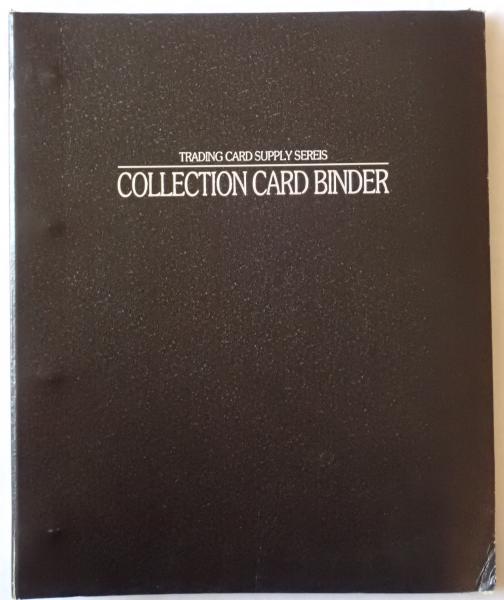 TRADING CARD SUPPLY SEREIS
COLLECTION CARD BINDER